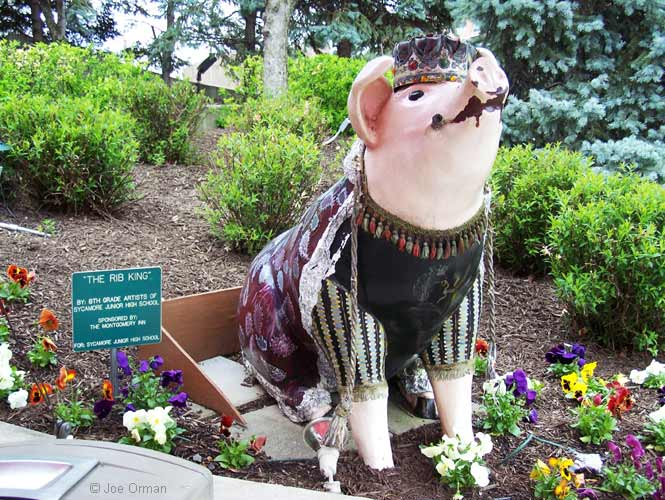 "THE RIB KING"
BY: 8TH GRADE ARTISTS OF
SYCAMORE JUNIOR HIGH SCHOOL
SPONSORED BY:
THE MONTGOMERY INN
FOR: SYCAMORE JUNIOR HIGH SCHOOL
© Joe Orman